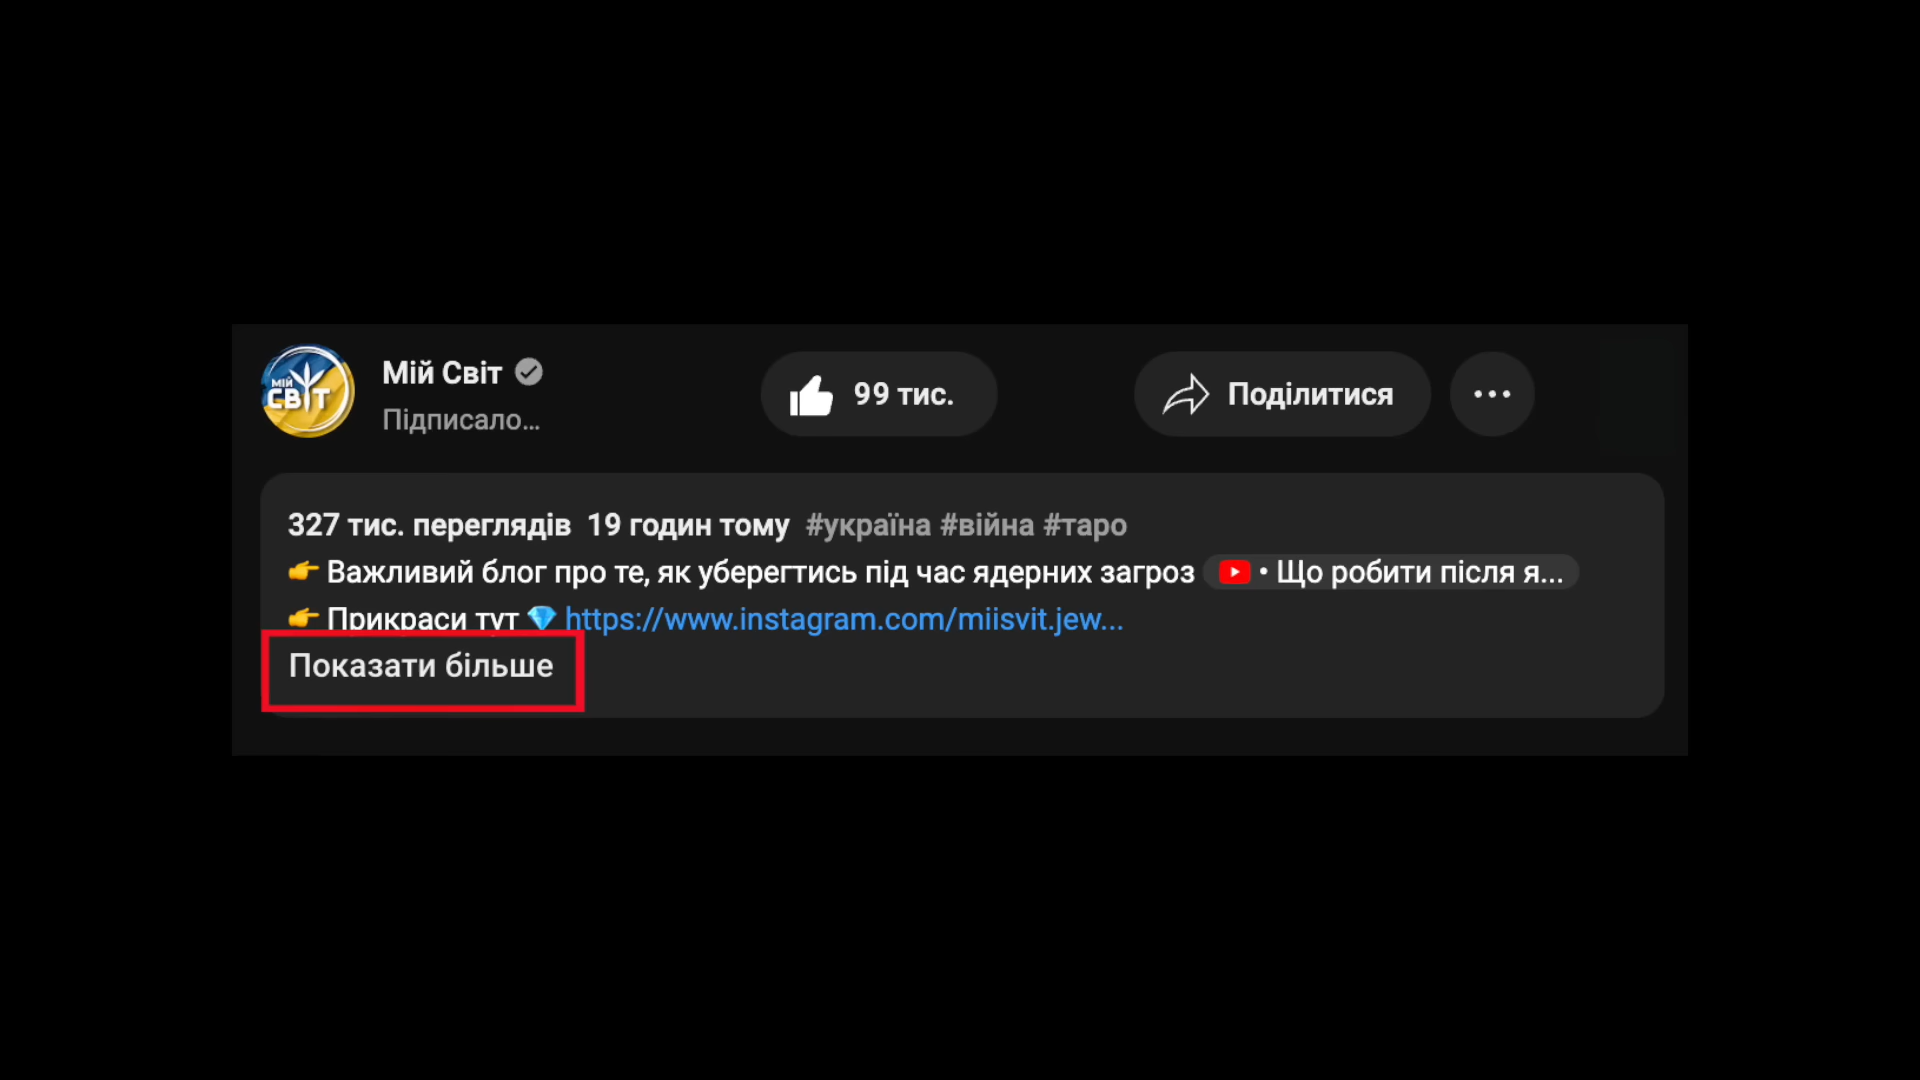 МІЙ
СВІТ
Мій Світ
Підписало...
99 тис.
Поділитися
327 тис. переглядів 19 годин тому #україна #війна #таро
👉 Важливий блог про те, як уберегтись під час ядерних загроз • Що робити після я...
👉 Прикраси тут 💎 https://www.instagram.com/miisvit.jew...
Показати більше